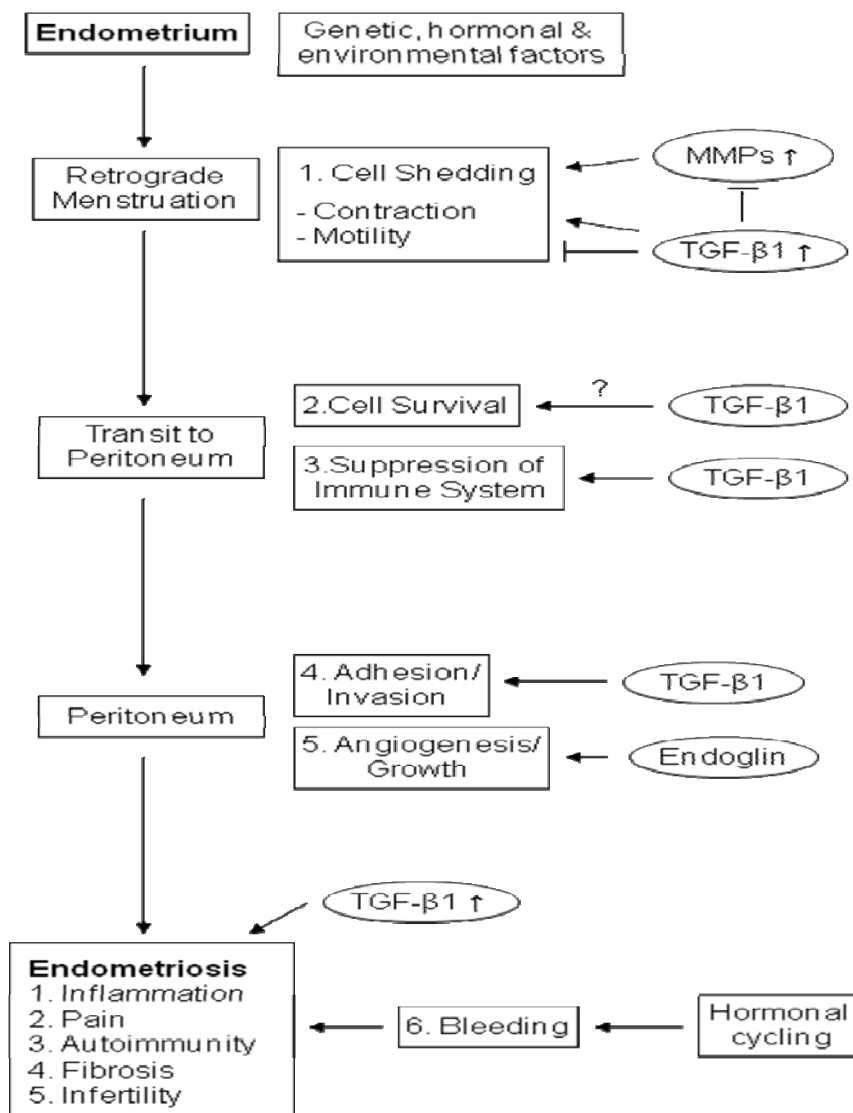 Endometrium
Genetic, hormonal &
environmental factors
Retrograde
Menstruation
1. Cell Shedding
- Contraction
- Motility
MMPs ↑
TGF-β1 ↑
Transit to
Peritoneum
2.Cell Survival
?
TGF-β1
3.Suppression of
Immune System
TGF-β1
Peritoneum
4. Adhesion/
Invasion
TGF-β1
5. Angiogenesis/
Growth
Endoglin
TGF-β1 ↑
Endometriosis
1. Inflammation
2. Pain
3. Autoimmunity
4. Fibrosis
5. Infertility
6. Bleeding
Hormonal
cycling